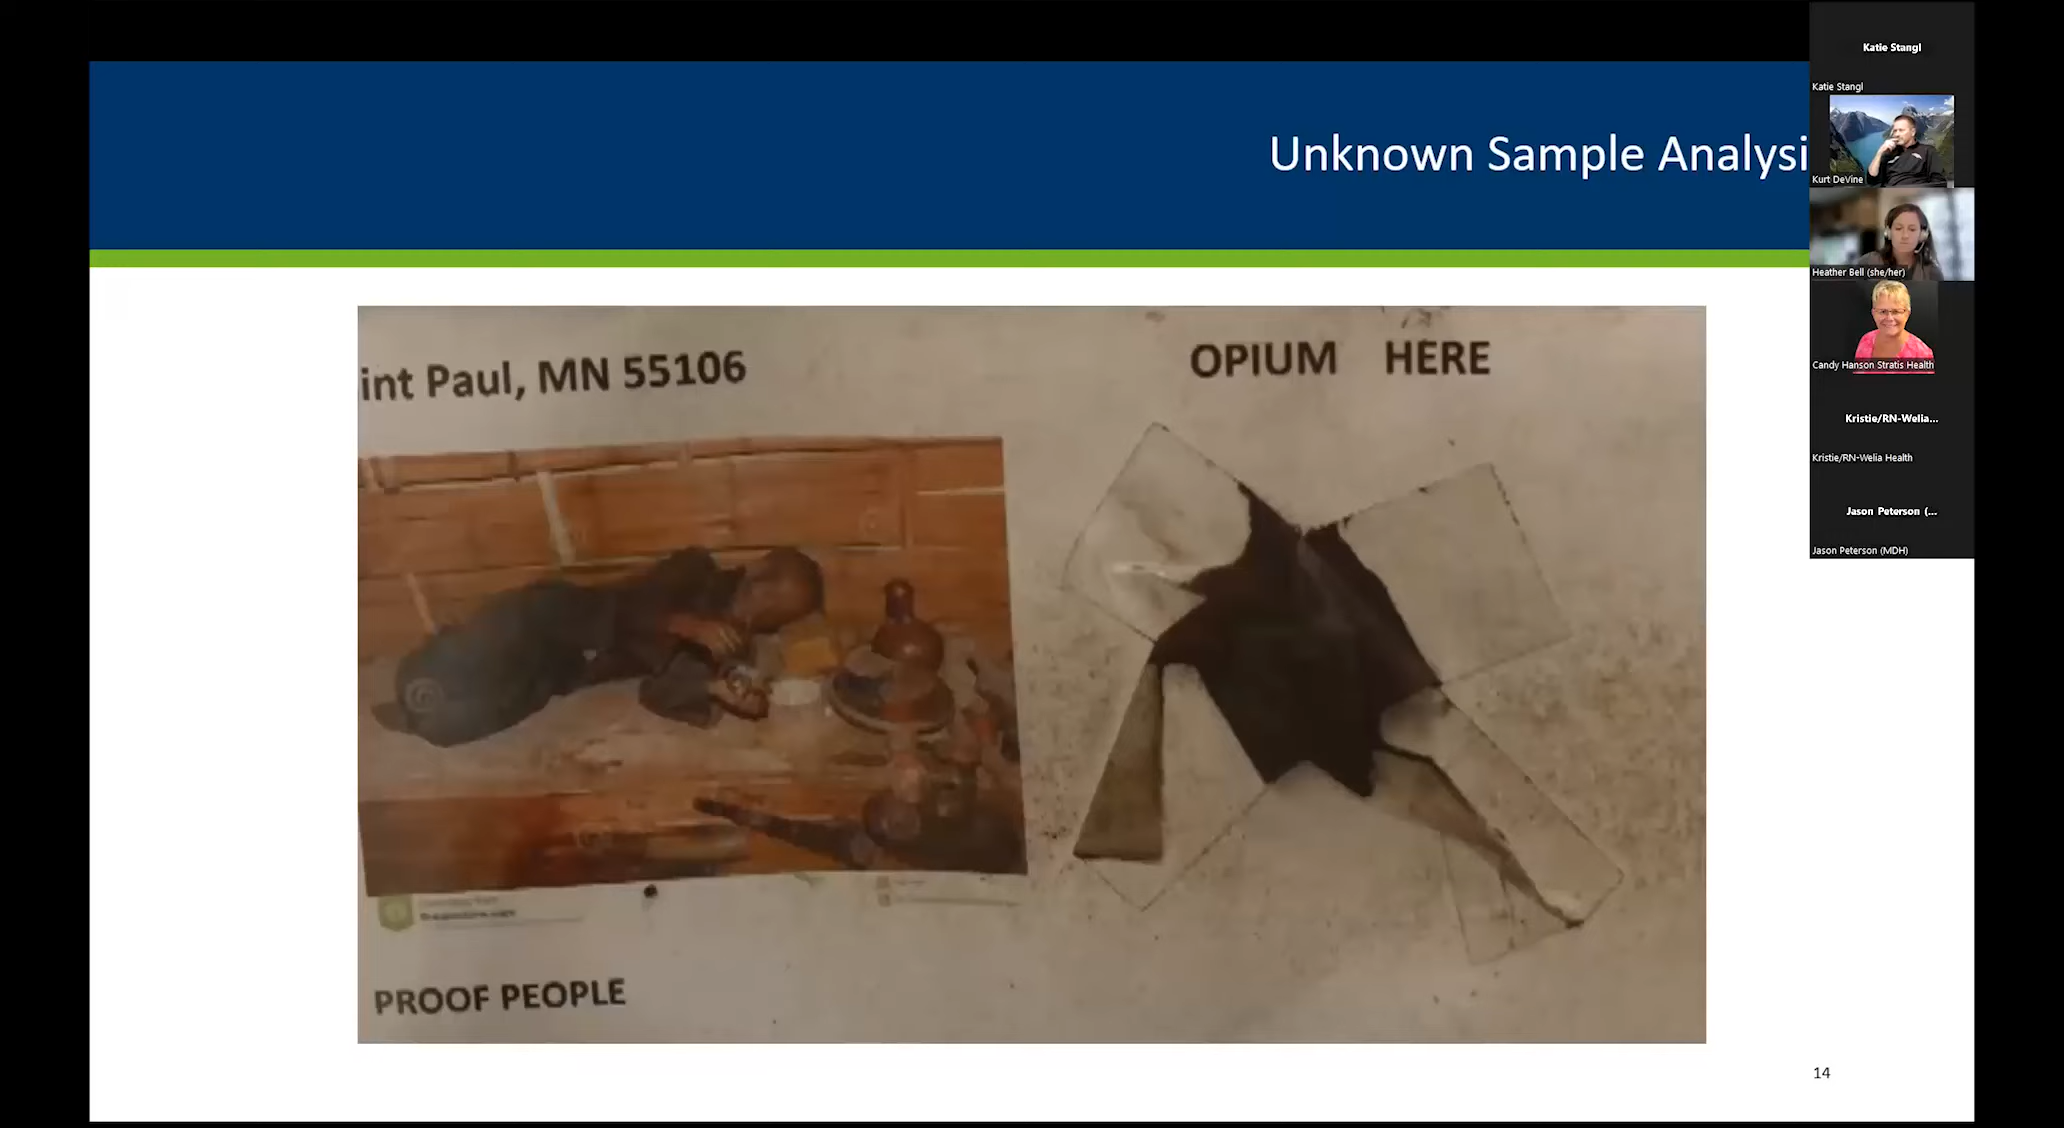 Unknown Sample Analysi
int Paul, MN 55106
OPIUM HERE
PROOF PEOPLE
14
Katie Stangl
Katie Stangl
Kurt DeVine
Heather Bell (she/her)
Candy Hanson Stratis Health
Kristie/RN-Welia...
Kristie/RN-Welia Health
Jason Peterson (...
Jason Peterson (MDH)